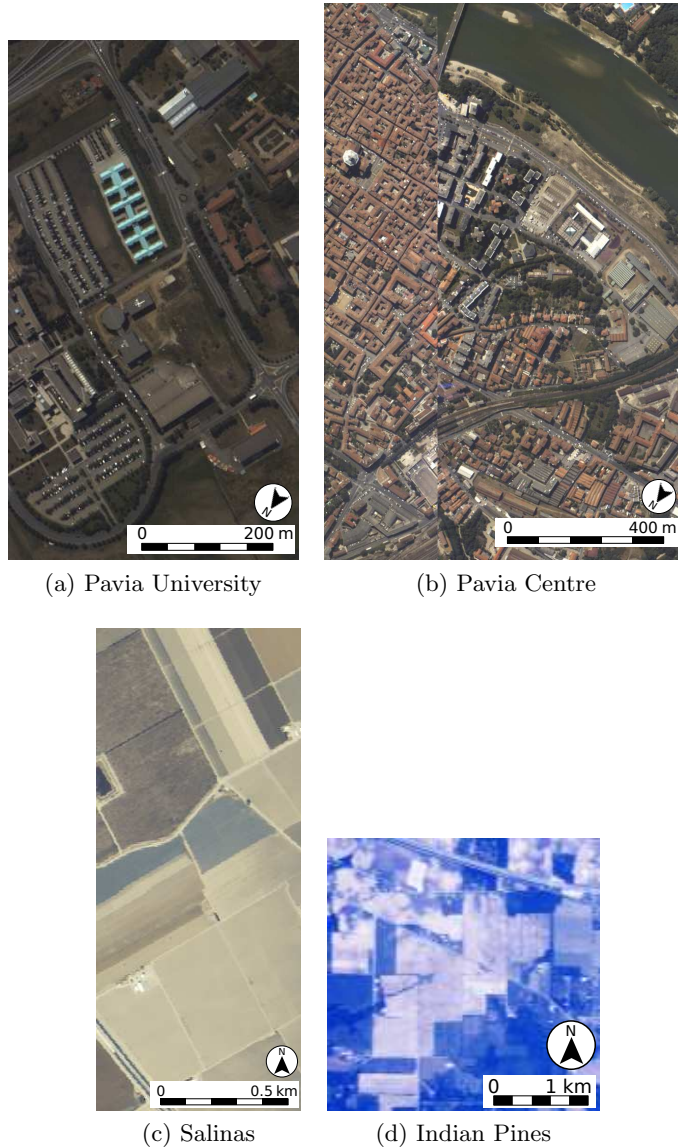 N
0 200 m
N
0 400 m
(a) Pavia University
(b) Pavia Centre
N
0 0.5 km
N
0 1 km
(c) Salinas
(d) Indian Pines